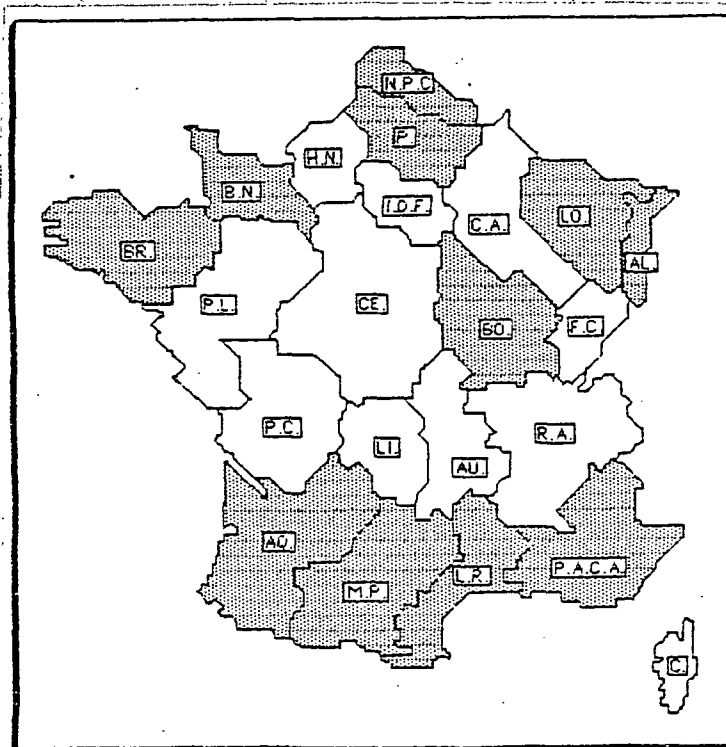 N.P.C
P.
H.N.
B.N.
I.D.F.
C.A.
LO.
BR.
AL.
P.L.
CE.
BO.
F.C.
P.C.
LI.
AU.
R.A.
AQ.
M.P.
L.R.
P.A.C.A.
C.